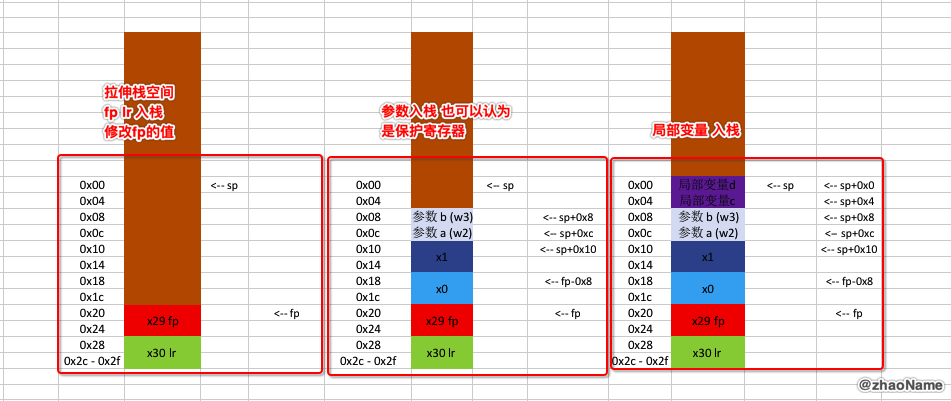 拉伸栈空间
fp lr 入栈
修改fp的值
0x00
<-- sp
0x04
0x08
0x0c
0x10
0x14
0x18
0x1c
0x20
x29 fp
<-- fp
0x24
0x28
x30 lr
0x2c - 0x2f
参数入栈 也可以认为
是保护寄存器
0x00
<-- sp
0x04
0x08
参数 b (w3)
<-- sp+0x8
0x0c
参数 a (w2)
<-- sp+0xc
0x10
<-- sp+0x10
x1
0x14
0x18
<-- fp-0x8
x0
0x1c
0x20
x29 fp
<-- fp
0x24
0x28
x30 lr
0x2c - 0x2f
局部变量 入栈
0x00
局部变量d
<-- sp
<-- sp+0x0
0x04
局部变量c
<-- sp+0x4
0x08
参数 b (w3)
<-- sp+0x8
0x0c
参数 a (w2)
<-- sp+0xc
0x10
<-- sp+0x10
x1
0x14
0x18
<-- fp-0x8
x0
0x1c
0x20
x29 fp
<-- fp
0x24
0x28
x30 lr
0x2c - 0x2f
@zhaoName